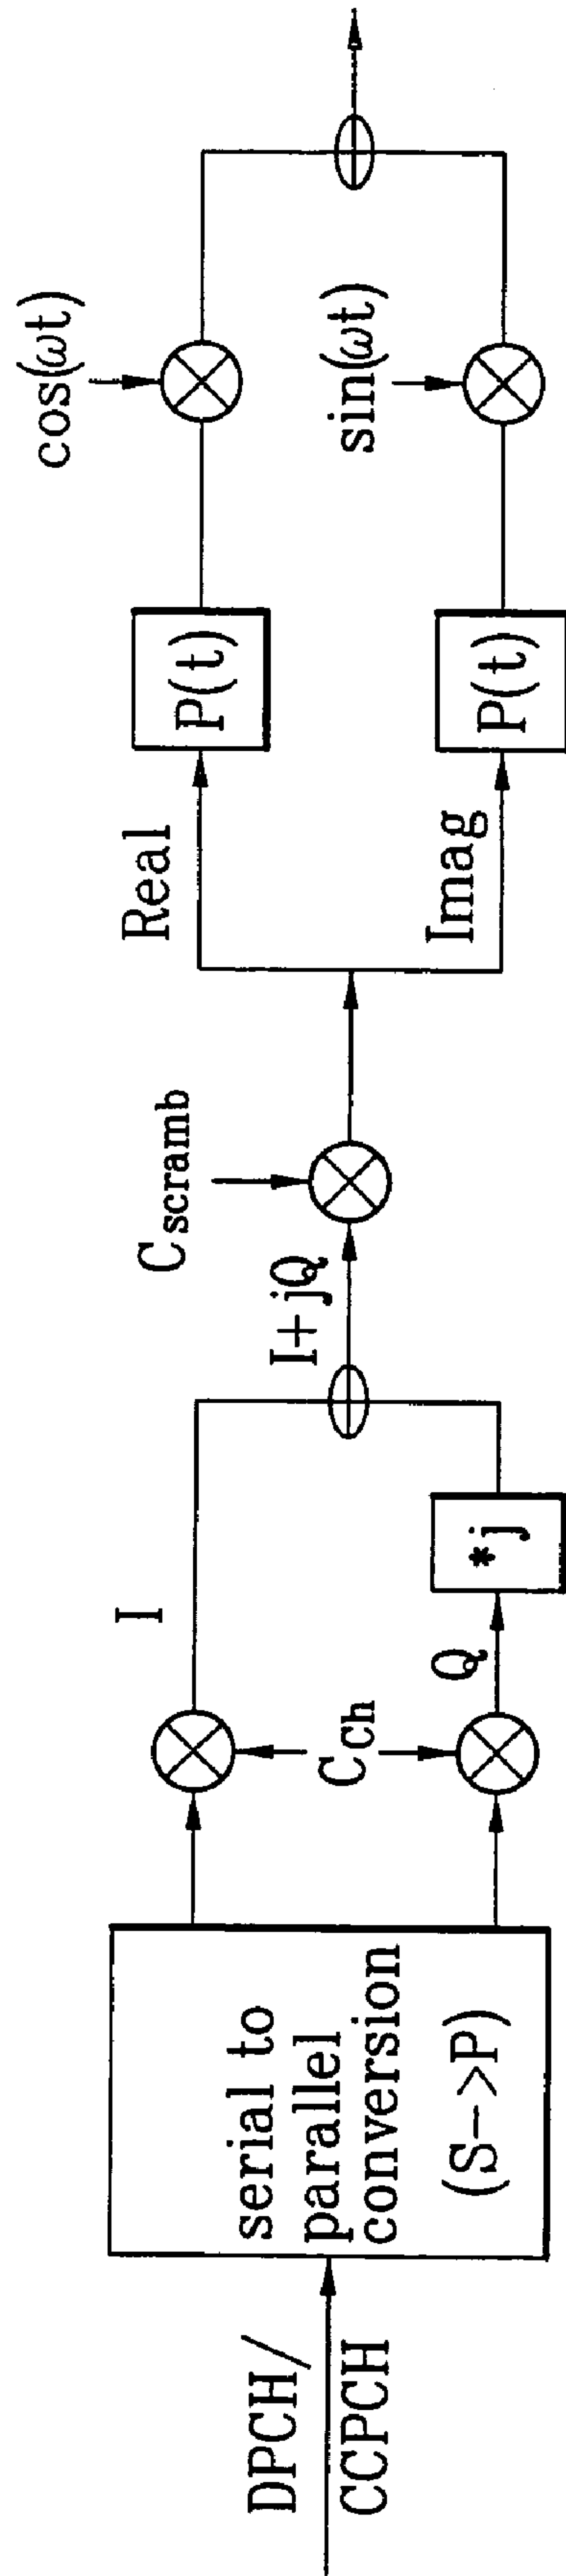 DPCH/
CCPCH
serial to
parallel
conversion
(S->P)
I
C_Ch
Q
*j
I+jQ
C_scramb
Real
Imag
P(t)
P(t)
cos(ωt)
sin(ωt)